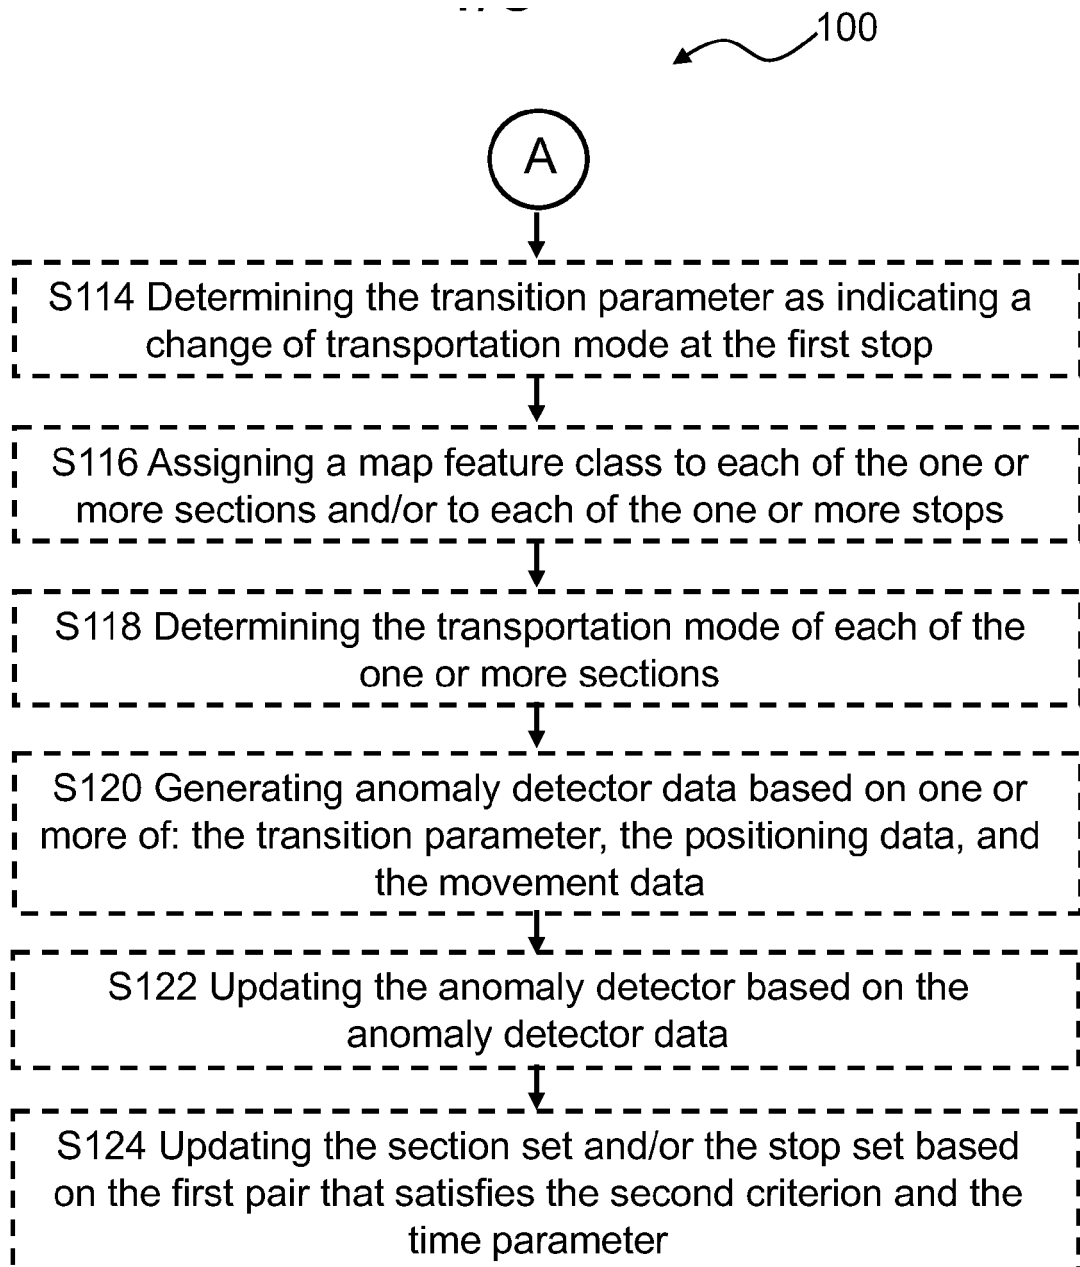 100
A
S114 Determining the transition parameter as indicating a
change of transportation mode at the first stop
S116 Assigning a map feature class to each of the one or
more sections and/or to each of the one or more stops
S118 Determining the transportation mode of each of the
one or more sections
S120 Generating anomaly detector data based on one or
more of: the transition parameter, the positioning data, and
the movement data
S122 Updating the anomaly detector based on the
anomaly detector data
S124 Updating the section set and/or the stop set based
on the first pair that satisfies the second criterion and the
time parameter